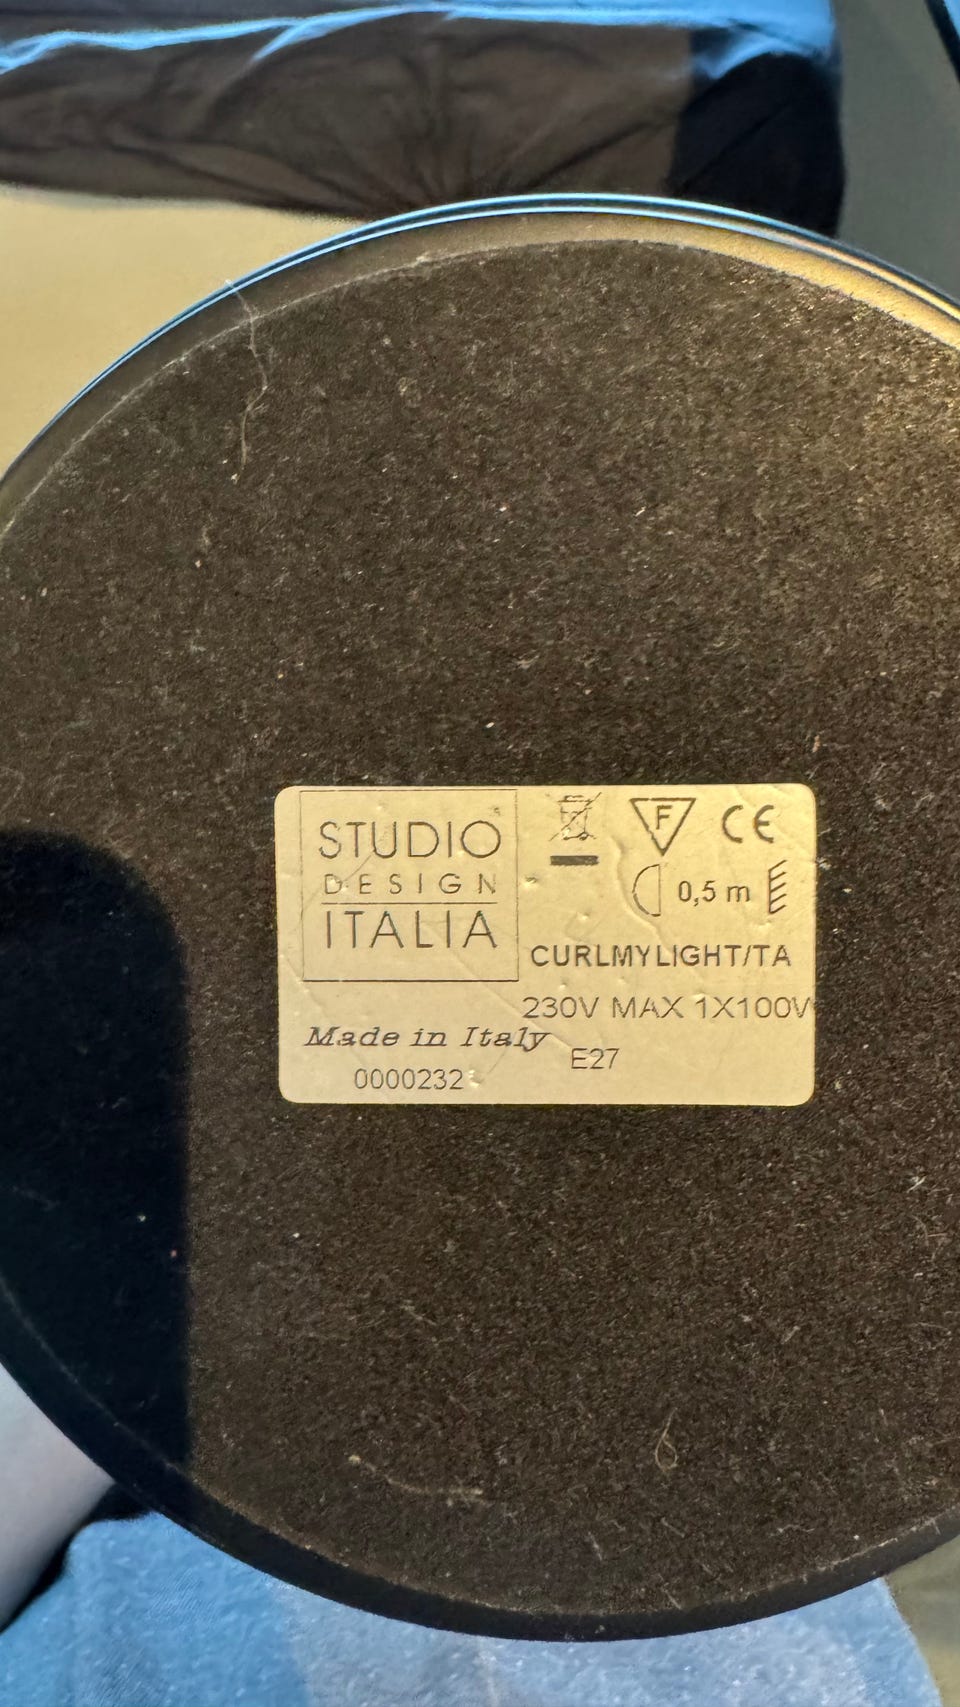 STUDIO
DESIGN
ITALIA
F
CE
0,5 m
CURLMYLIGHT/TA
230V MAX 1X100W
Made in Italy
E27
0000232